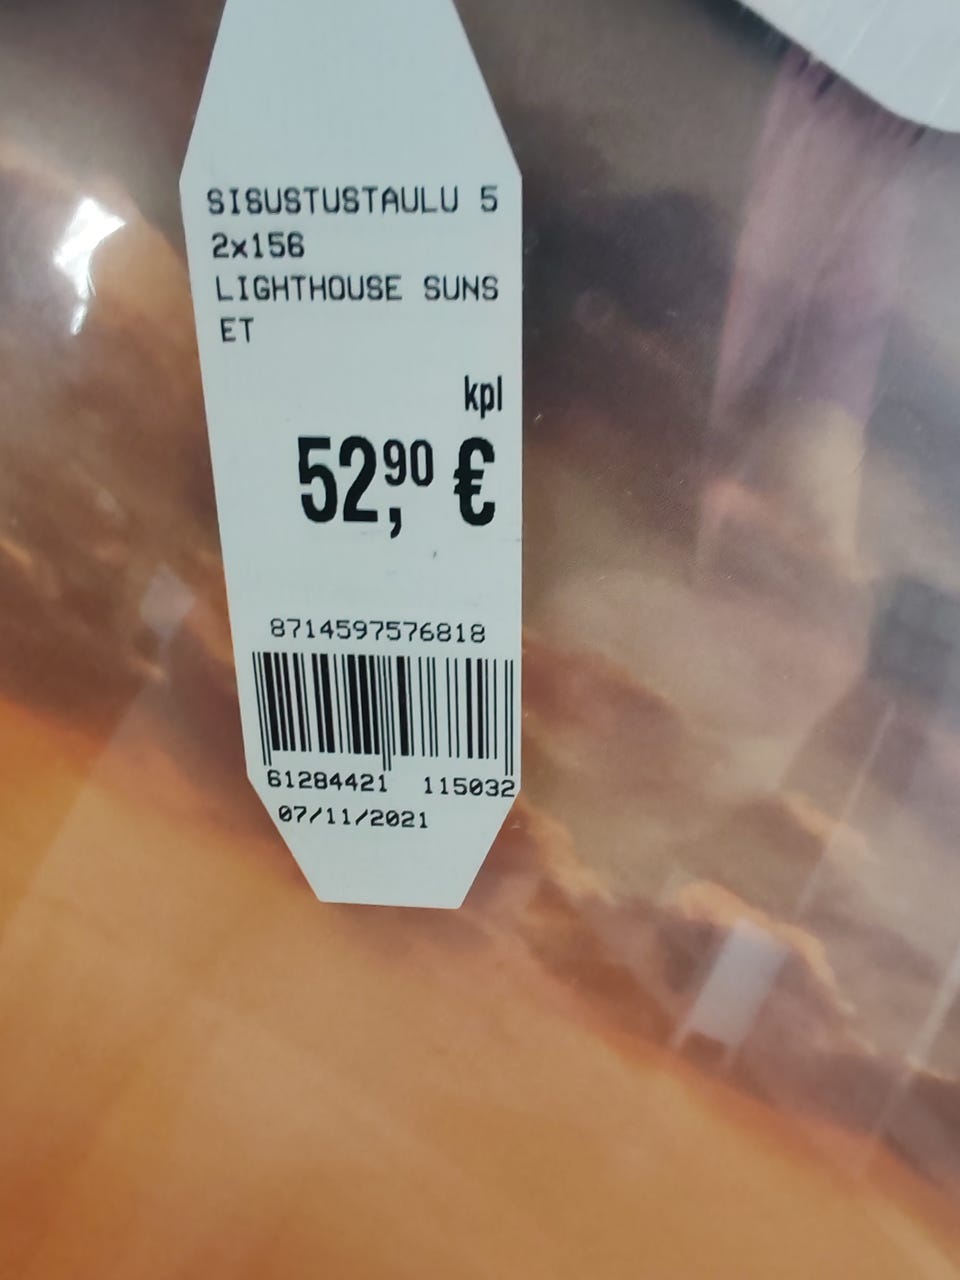 SISUSTUSTAULU 5
2x156
LIGHTHOUSE SUNS
ET
kpl
52,90 €
8714597576818
61284421 115032
07/11/2021